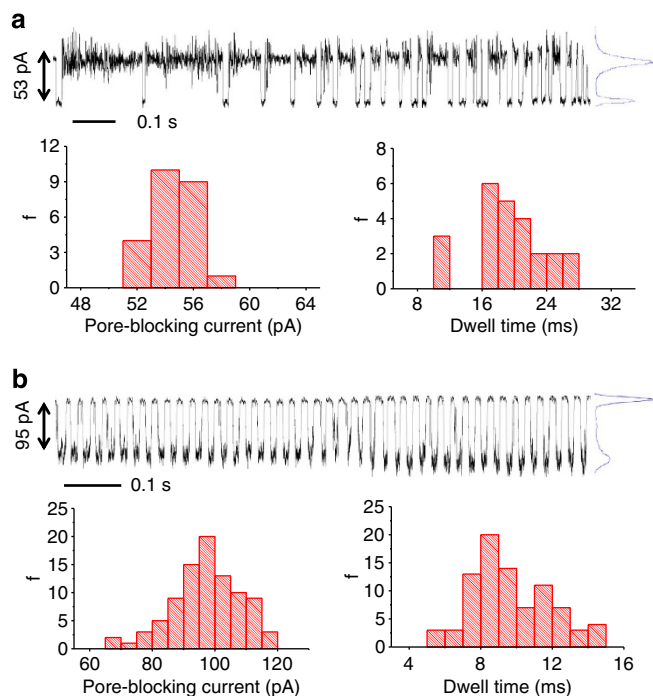 a
53 pA
0.1 s
f
12
9
6
3
0
48 52 56 60 64
Pore-blocking current (pA)
f
8
6
4
2
0
8 16 24 32
Dwell time (ms)
b
95 pA
0.1 s
f
25
20
15
10
5
0
60 80 100 120
Pore-blocking current (pA)
f
25
20
15
10
5
0
4 8 12 16
Dwell time (ms)